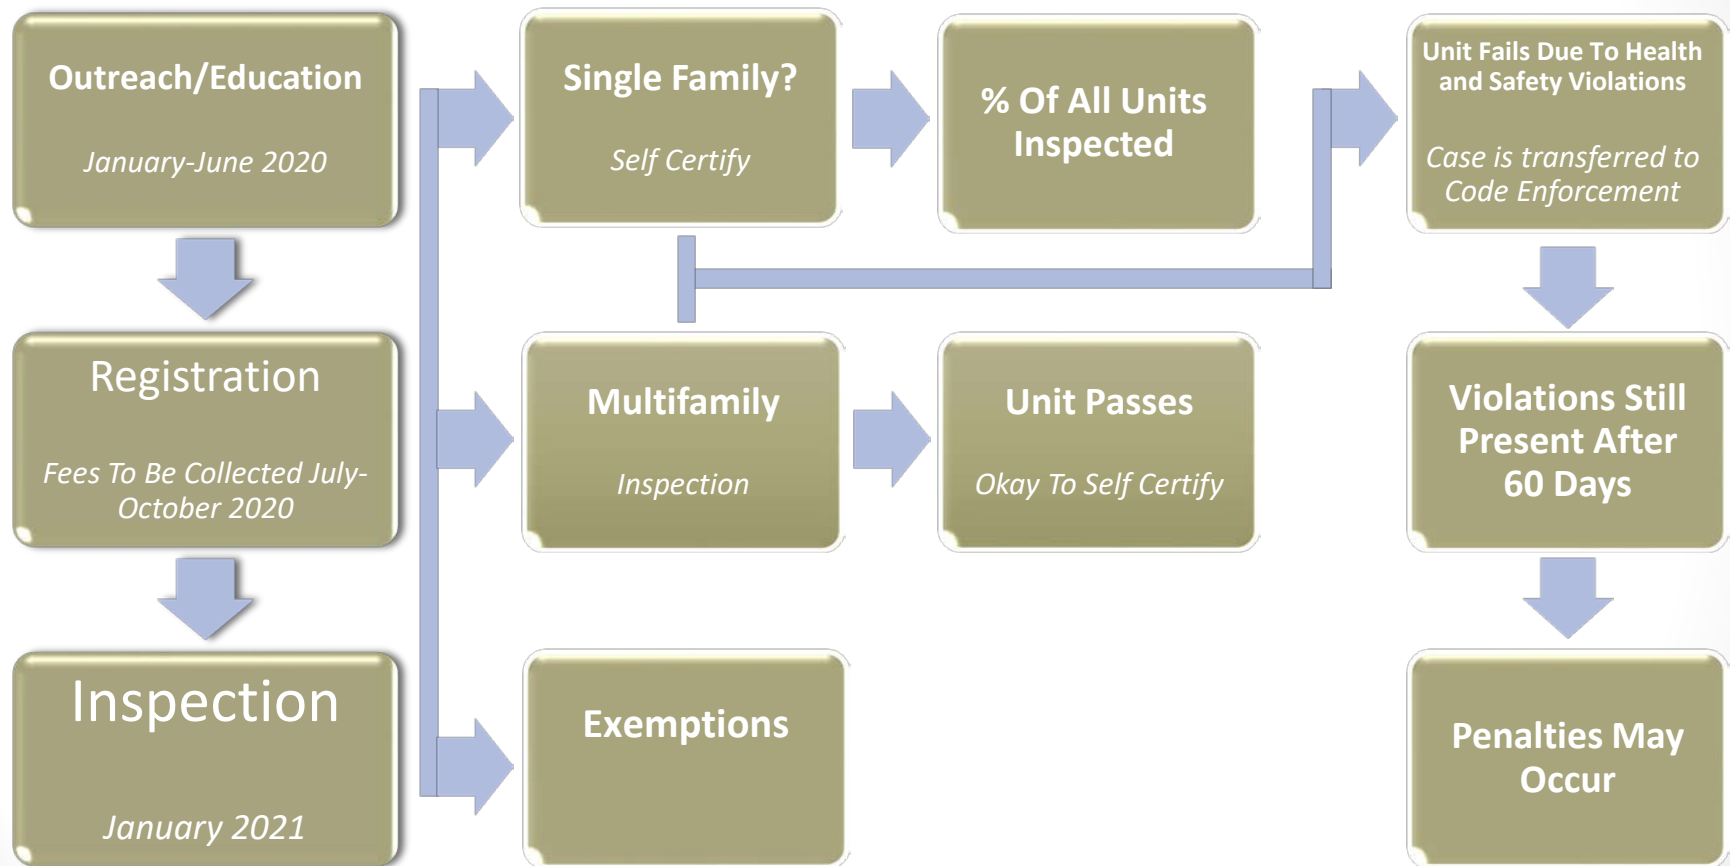 Outreach/Education
January-June 2020
Registration
Fees To Be Collected July-
October 2020
Inspection
January 2021
Single Family?
Self Certify
% Of All Units
Inspected
Multifamily
Inspection
Unit Passes
Okay To Self Certify
Exemptions
Unit Fails Due To Health
and Safety Violations
Case is transferred to
Code Enforcement
Violations Still
Present After
60 Days
Penalties May
Occur